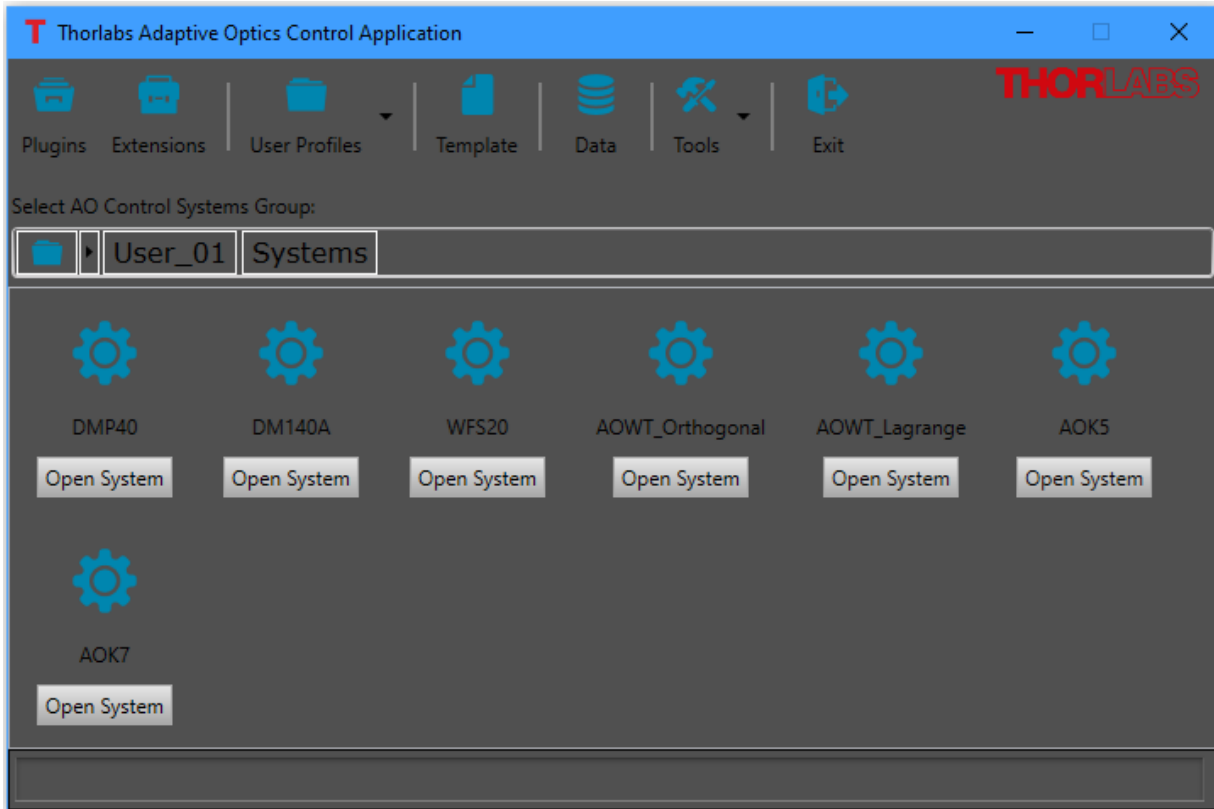 T Thorlabs Adaptive Optics Control Application
THORLABS
Plugins Extensions User Profiles Template Data Tools Exit
Select AO Control Systems Group:
User_01 Systems
DMP40 DM140A WFS20 AOWT_Orthogonal AOWT_Lagrange AOK5
Open System Open System Open System Open System Open System Open System
AOK7
Open System